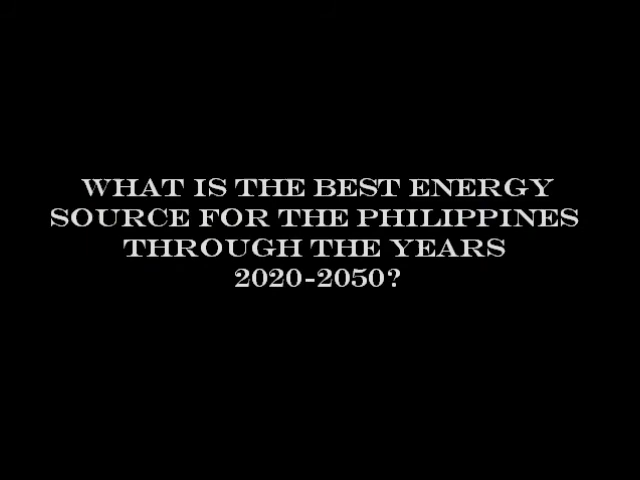 WHAT IS THE BEST ENERGY
SOURCE FOR THE PHILIPPINES
THROUGH THE YEARS
2020-2050?